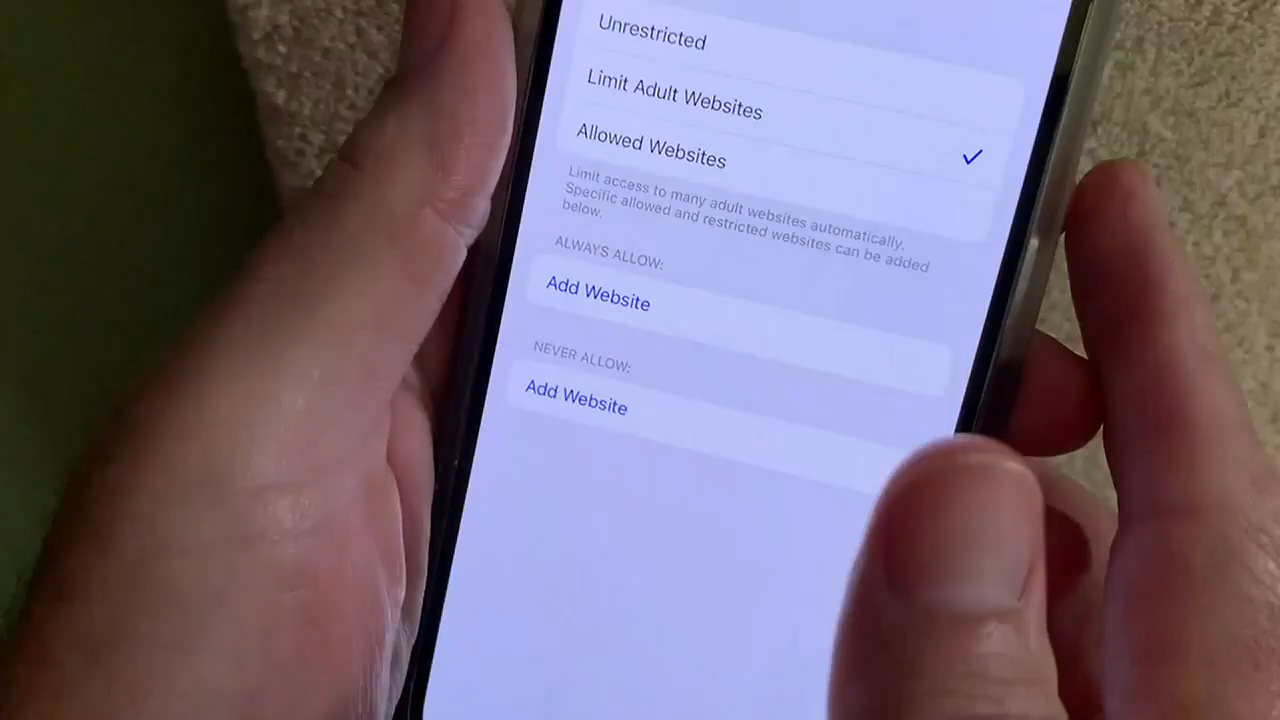 Unrestricted
Limit Adult Websites
Allowed Websites
Limit access to many adult websites automatically.
Specific allowed and restricted websites can be added
below.
ALWAYS ALLOW:
Add Website
NEVER ALLOW:
Add Website